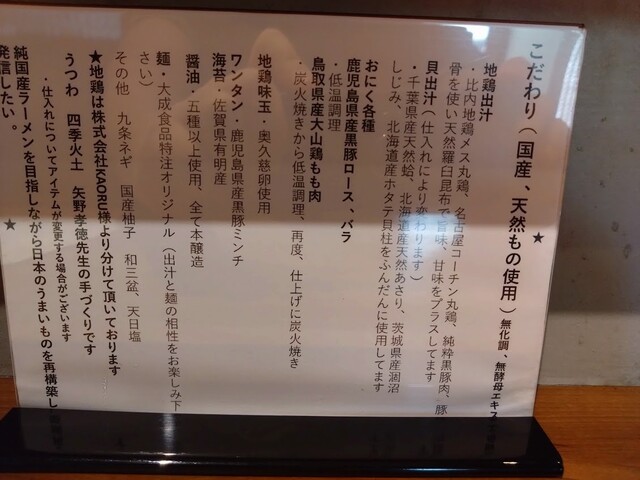 ★
こだわり（国産、天然もの使用）無化調、無酵母エキス
地鶏出汁
・比内地鶏メス丸鶏、名古屋コーチン丸鶏、純粋黒豚肉、豚
骨を使い天然羅臼昆布で旨味、甘味をプラスしてます
貝出汁（仕入れにより変わります）
・千葉県産天然蛤、北海道産天然あさり、茨城県産涸沼
しじみ、北海道産ホタテ貝柱をふんだんに使用してます
おにく各種
鹿児島県産黒豚ロース、バラ
・低温調理
鳥取県産大山鶏もも肉
・炭火焼きから低温調理、再度、仕上げに炭火焼き
地鶏味玉・奥久慈卵使用
ワンタン・鹿児島県産黒豚ミンチ
海苔・佐賀県有明産
醤油・五種以上使用、全て本醸造
麺・大成食品特注オリジナル（出汁と麺の相性をお楽しみ下
さい）
その他　九条ネギ　国産柚子　和三盆、天日塩
★地鶏は株式会社KAORU様より分けて頂いております
うつわ　四季火土　矢野孝徳先生の手づくりです
・仕入れについてアイテムが変更する場合がございます
純国産ラーメンを目指しながら日本のうまいものを再構築し
発信したい。
★